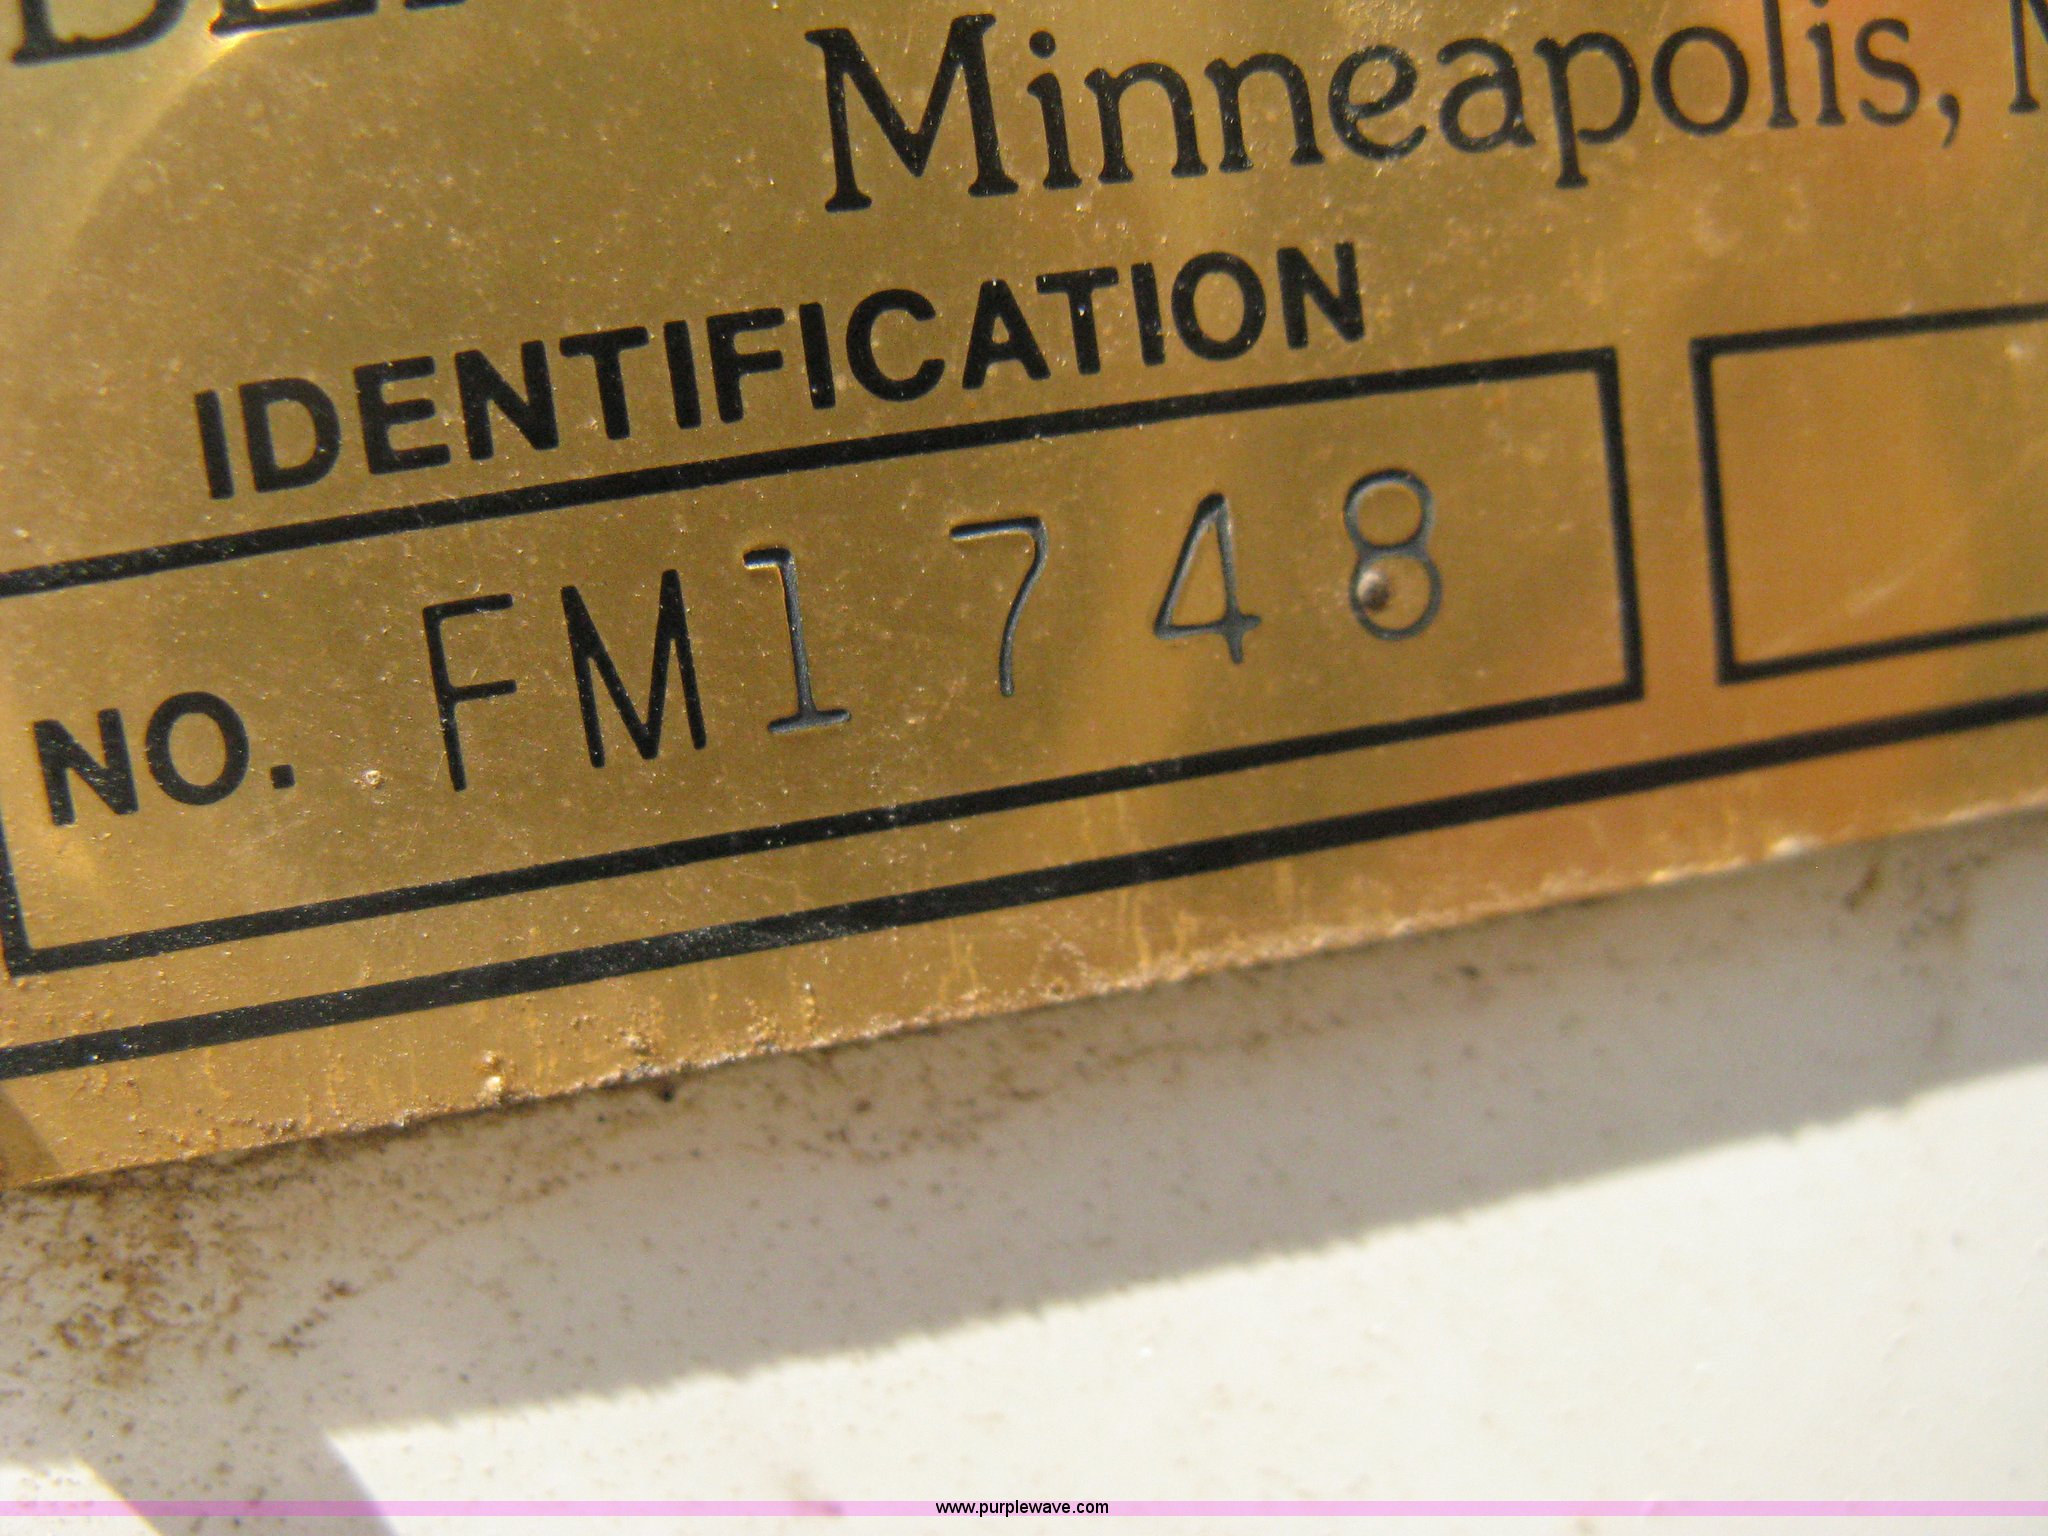 Minneapolis, M
IDENTIFICATION
NO. FM1748
www.purplewave.com